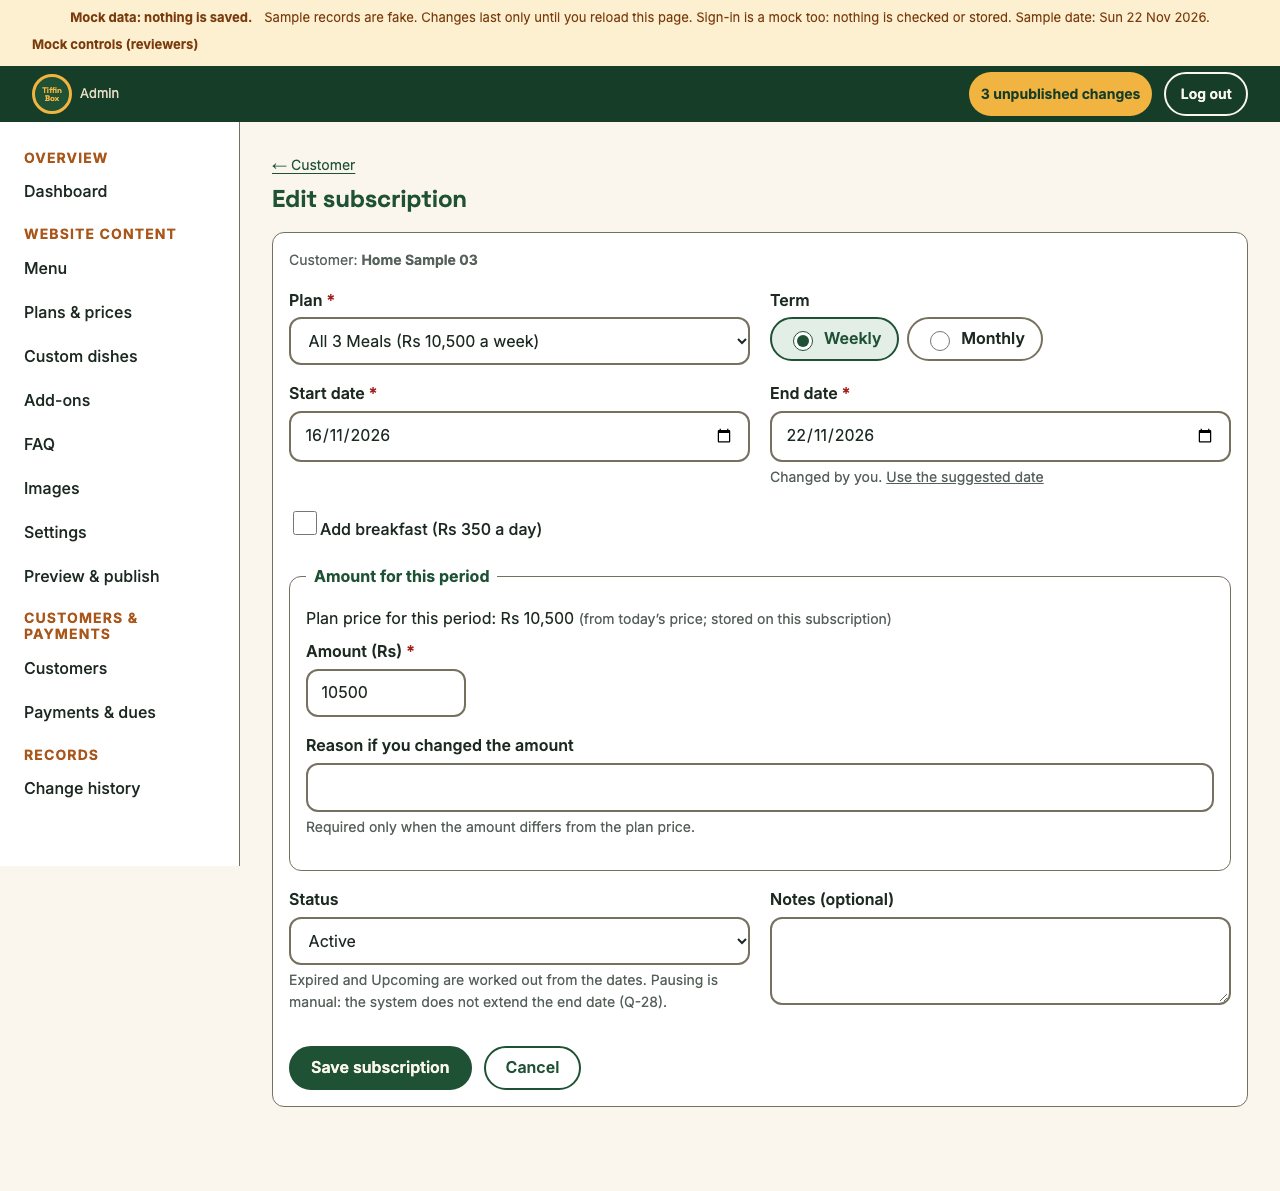 Mock data: nothing is saved. Sample records are fake. Changes last only until you reload this page. Sign-in is a mock too: nothing is checked or stored. Sample date: Sun 22 Nov 2026.
Mock controls (reviewers)
Tiffin
Box
Admin
3 unpublished changes
Log out
OVERVIEW
Dashboard
WEBSITE CONTENT
Menu
Plans & prices
Custom dishes
Add-ons
FAQ
Images
Settings
Preview & publish
CUSTOMERS &
PAYMENTS
Customers
Payments & dues
RECORDS
Change history
← Customer
Edit subscription
Customer: Home Sample 03
Plan *
All 3 Meals (Rs 10,500 a week)
Term
Weekly
Monthly
Start date *
16/11/2026
End date *
22/11/2026
Changed by you. Use the suggested date
Add breakfast (Rs 350 a day)
Amount for this period
Plan price for this period: Rs 10,500 (from today's price; stored on this subscription)
Amount (Rs) *
10500
Reason if you changed the amount
Required only when the amount differs from the plan price.
Status
Active
Expired and Upcoming are worked out from the dates. Pausing is
manual: the system does not extend the end date (Q-28).
Notes (optional)
Save subscription
Cancel